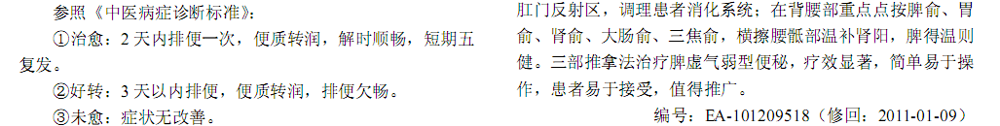 参照《中医病症诊断标准》：
①治愈：2 天内排便一次，便质转润，解时顺畅，短期五
复发。
②好转：3 天以内排便，便质转润，排便欠畅。
③未愈：症状无改善。
肛门反射区，调理患者消化系统；在背腰部重点点按脾俞、胃
俞、肾俞、大肠俞、三焦俞，横擦腰骶部温补肾阳，脾得温则
健。三部推拿法治疗脾虚气弱型便秘，疗效显著，简单易于操
作，患者易于接受，值得推广。
编号：EA-101209518（修回：2011-01-09）